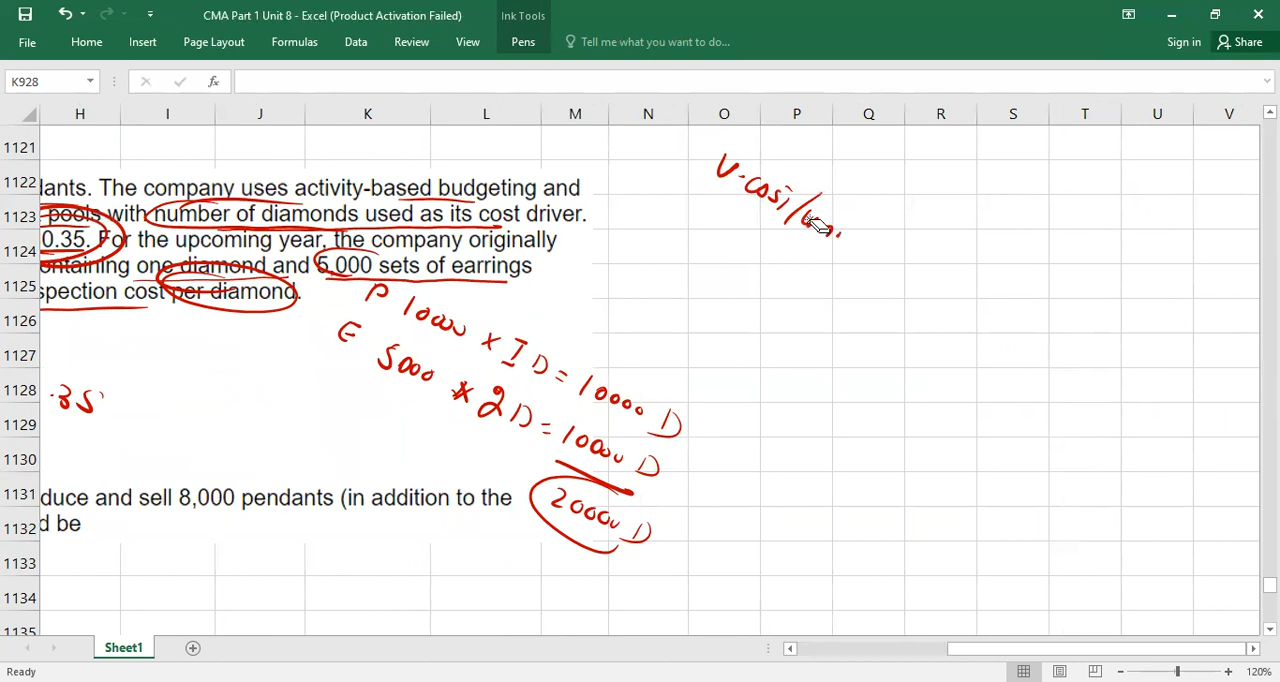 CMA Part 1 Unit 8 - Excel (Product Activation Failed)
Ink Tools
File Home Insert Page Layout Formulas Data Review View Pens Tell me what you want to do... Sign in Share
K928 fx
H I J K L M N O P Q R S T U V
1121
1122
1123
1124
1125
1126
1127
1128
1129
1130
1131
1132
1133
1134
1135
lants. The company uses activity-based budgeting and
pools with number of diamonds used as its cost driver.
0.35. For the upcoming year, the company originally
ontaining one diamond and 5,000 sets of earrings
spection cost per diamond.
V. cost/un.
P 10000 × 1 D = 10000 D
E 5000 * 2 D = 10000 D
20000 D
.35
duce and sell 8,000 pendants (in addition to the
d be
Sheet1
Ready
120%